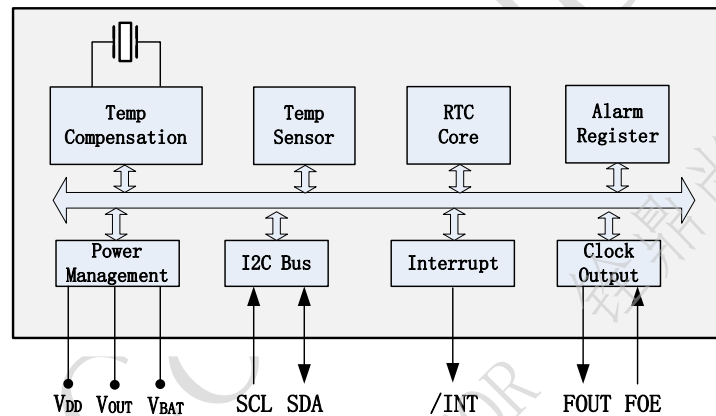 Temp
Compensation
Temp
Sensor
RTC
Core
Alarm
Register
Power
Management
I2C Bus
Interrupt
Clock
Output
VDD VOUT VBAT SCL SDA /INT FOUT FOE